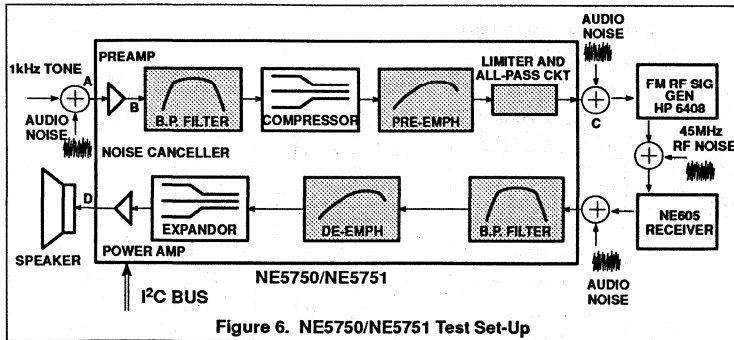 PREAMP
1kHz TONE
A
B
AUDIO
NOISE
B.P. FILTER
COMPRESSOR
PRE-EMPH
LIMITER AND
ALL-PASS CKT
AUDIO
NOISE
C
FM RF SIG
GEN
HP 6408
45MHz
RF NOISE
NOISE CANCELLER
D
SPEAKER
POWER AMP
EXPANDOR
DE-EMPH
B.P. FILTER
NE605
RECEIVER
AUDIO
NOISE
I²C BUS
NE5750/NE5751
Figure 6. NE5750/NE5751 Test Set-Up